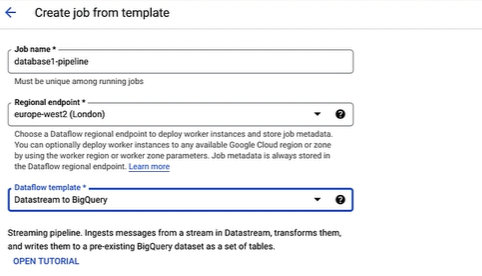 Create job from template
Job name *
database1-pipeline
Must be unique among running jobs
Regional endpoint *
europe-west2 (London)
Choose a Dataflow regional endpoint to deploy worker instances and store job metadata.
You can optionally deploy worker instances to any available Google Cloud region or zone
by using the worker region or worker zone parameters. Job metadata is always stored in
the Dataflow regional endpoint. Learn more
Dataflow template *
Datastream to BigQuery
Streaming pipeline. Ingests messages from a stream in Datastream, transforms them,
and writes them to a pre-existing BigQuery dataset as a set of tables.
OPEN TUTORIAL